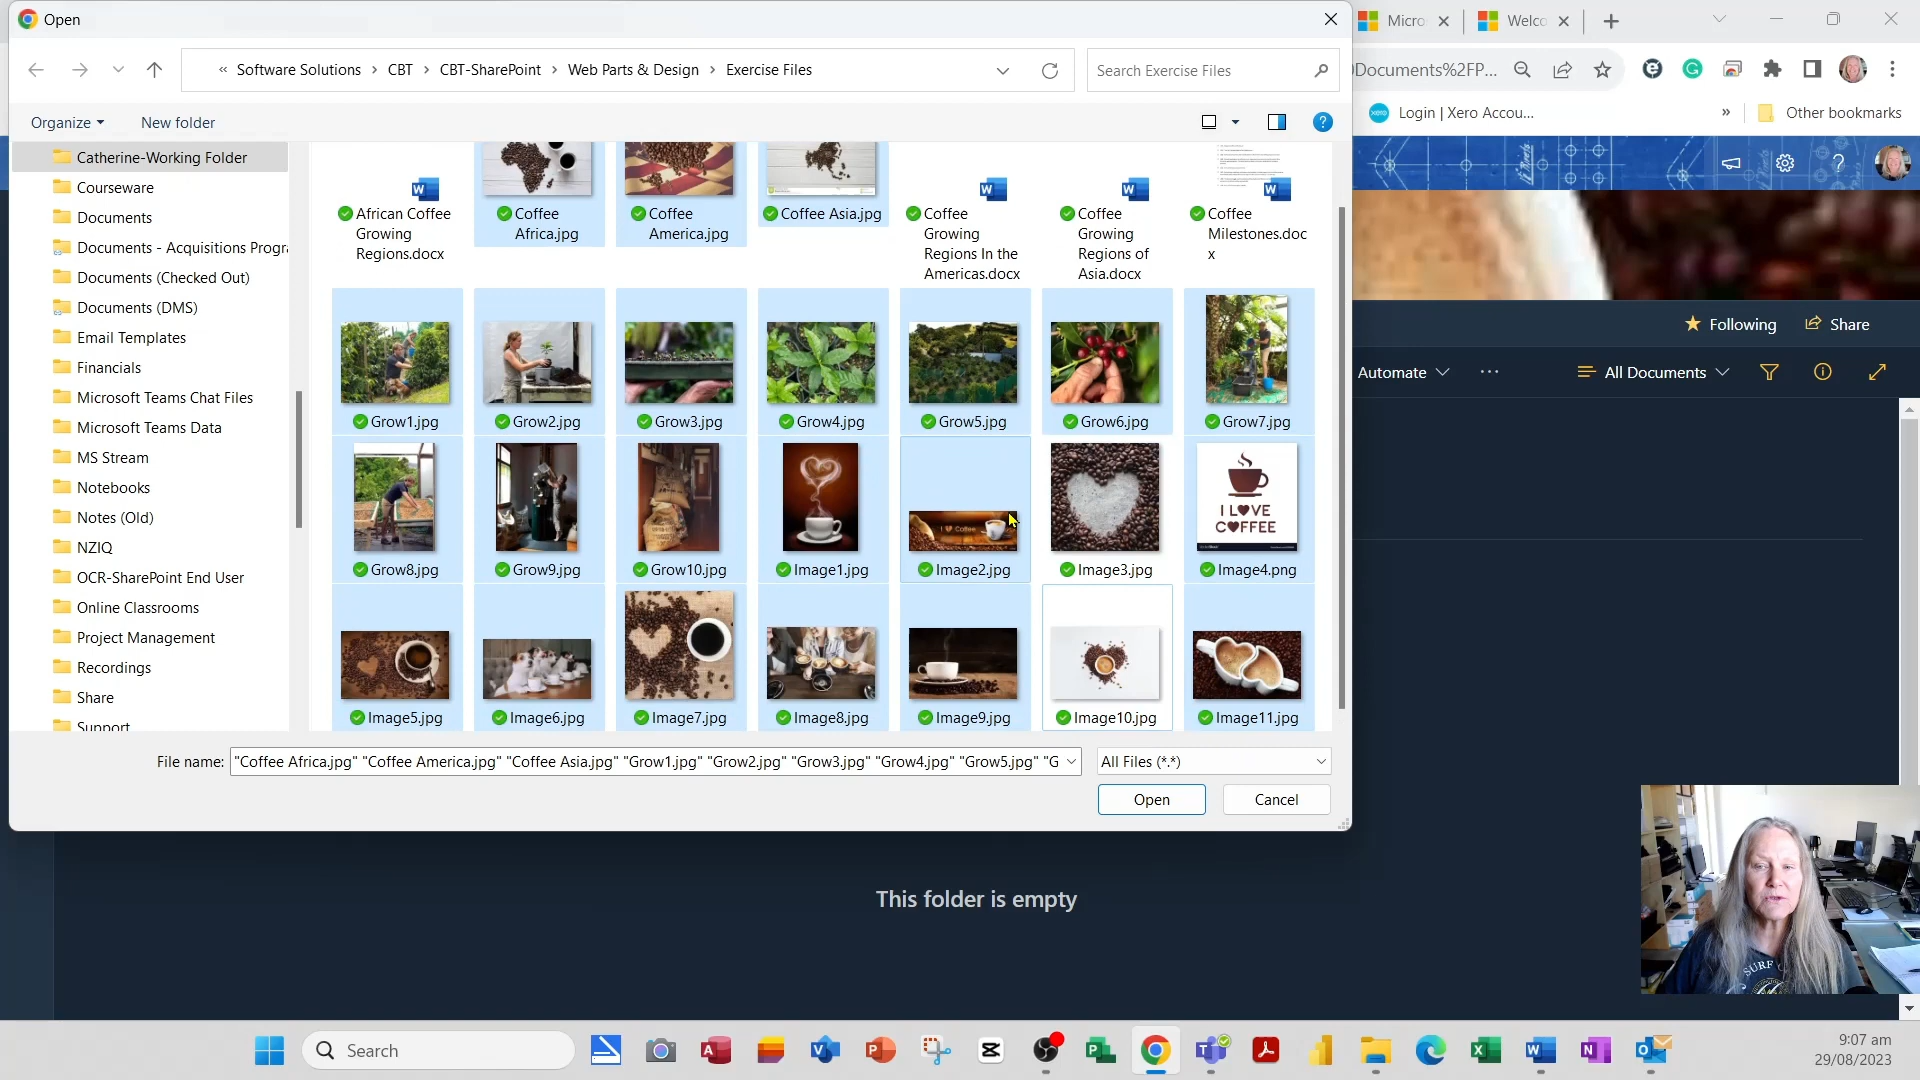 Open
Micro
Welco
« Software Solutions > CBT > CBT-SharePoint > Web Parts & Design > Exercise Files
Search Exercise Files
Documents%2FP...
Organize
New folder
Login | Xero Accou...
»
Other bookmarks
Catherine-Working Folder
Courseware
Documents
Documents - Acquisitions Progra
Documents (Checked Out)
Documents (DMS)
Email Templates
Financials
Microsoft Teams Chat Files
Microsoft Teams Data
MS Stream
Notebooks
Notes (Old)
NZIQ
OCR-SharePoint End User
Online Classrooms
Project Management
Recordings
Share
Support
African Coffee
Growing
Regions.docx
Coffee
Africa.jpg
Coffee
America.jpg
Coffee Asia.jpg
Coffee
Growing
Regions In the
Americas.docx
Coffee
Growing
Regions of
Asia.docx
Coffee
Milestones.doc
x
Grow1.jpg
Grow2.jpg
Grow3.jpg
Grow4.jpg
Grow5.jpg
Grow6.jpg
Grow7.jpg
I LOVE
COFFEE
Grow8.jpg
Grow9.jpg
Grow10.jpg
Image1.jpg
Image2.jpg
Image3.jpg
Image4.png
Image5.jpg
Image6.jpg
Image7.jpg
Image8.jpg
Image9.jpg
Image10.jpg
Image11.jpg
File name:
"Coffee Africa.jpg" "Coffee America.jpg" "Coffee Asia.jpg" "Grow1.jpg" "Grow2.jpg" "Grow3.jpg" "Grow4.jpg" "Grow5.jpg" "G
All Files (*.*)
Open
Cancel
Following
Share
Automate
...
All Documents
This folder is empty
SURF
Search
9:07 am
29/08/2023